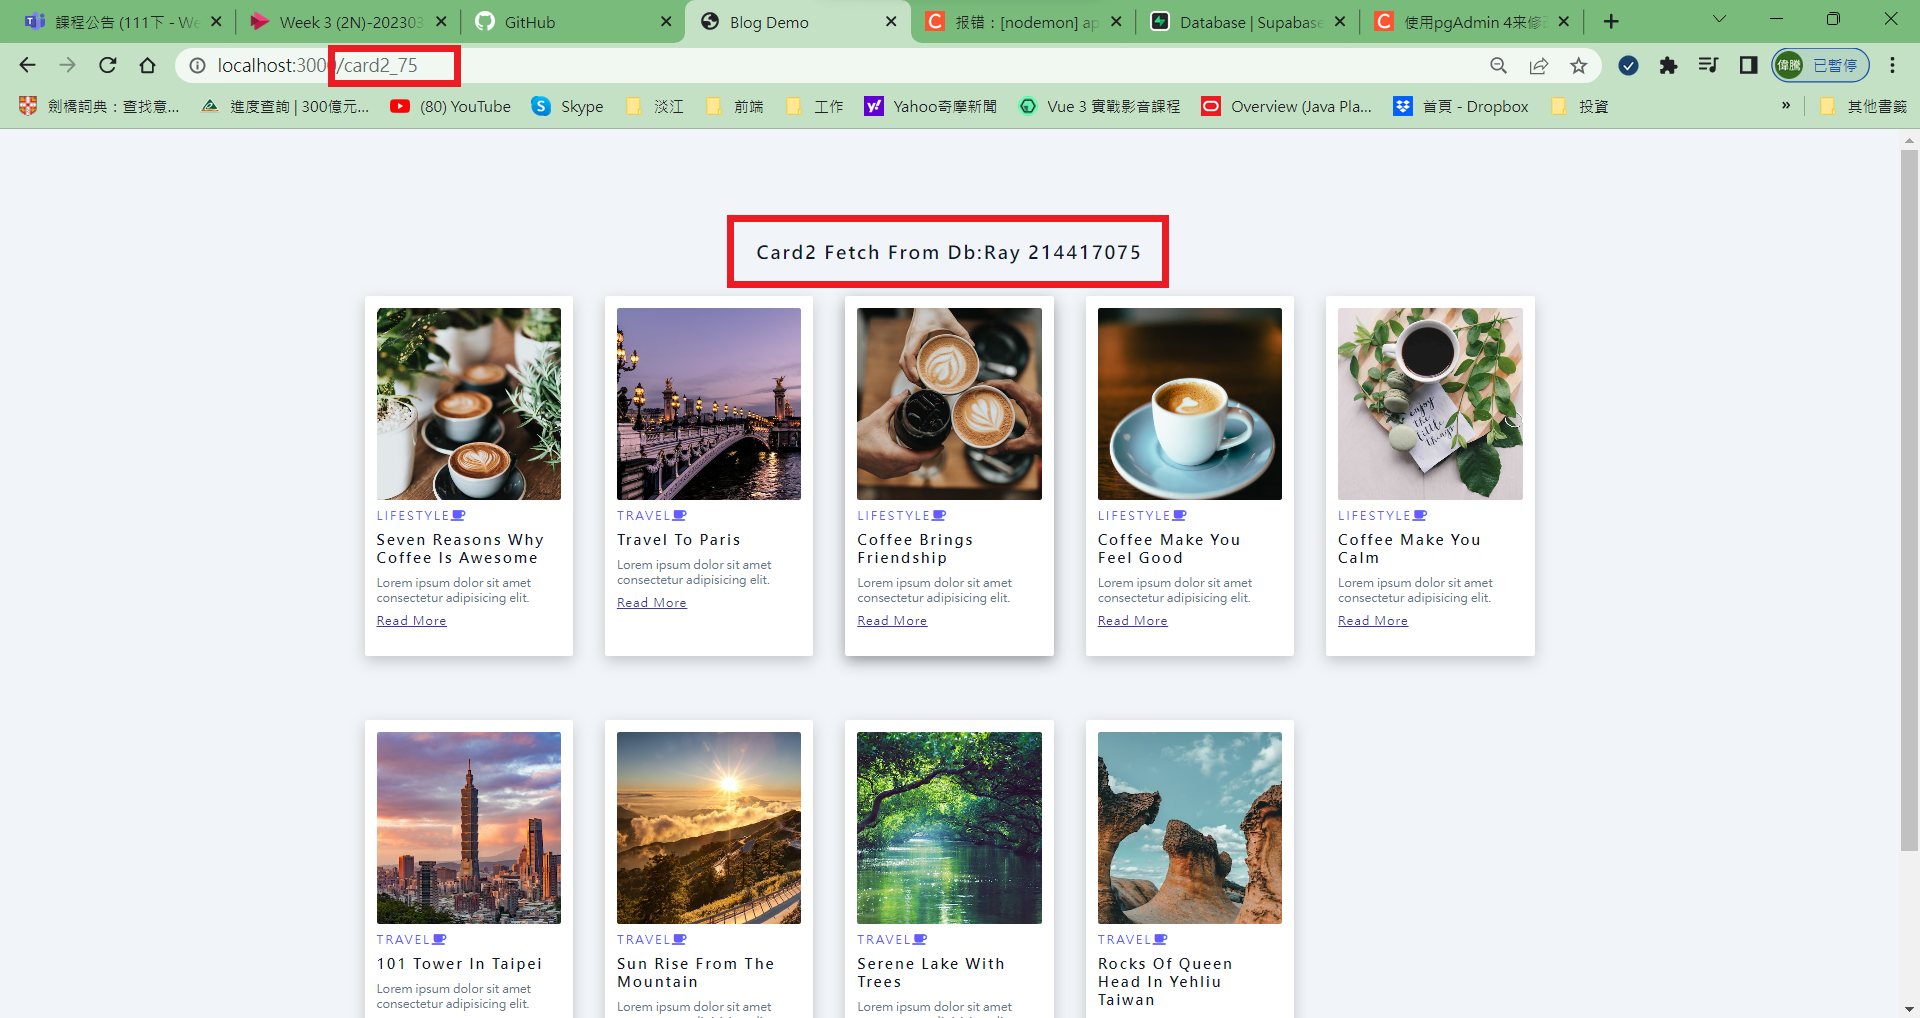 課程公告 (111下 - We
Week 3 (2N)-202303
GitHub
Blog Demo
报错：[nodemon] ap
Database | Supabase
使用pgAdmin 4来修
localhost:3000/card2_75
偉騰 已暫停
劍橋詞典：查找意...
進度查詢 | 300億元...
(80) YouTube
Skype
淡江
前端
工作
Yahoo奇摩新聞
Vue 3 實戰影音課程
Overview (Java Pla...
首頁 - Dropbox
投資
»
其他書籤
Card2 Fetch From Db:Ray 214417075
LIFESTYLE
Seven Reasons Why
Coffee Is Awesome
Lorem ipsum dolor sit amet
consectetur adipisicing elit.
Read More
TRAVEL
Travel To Paris
Lorem ipsum dolor sit amet
consectetur adipisicing elit.
Read More
LIFESTYLE
Coffee Brings
Friendship
Lorem ipsum dolor sit amet
consectetur adipisicing elit.
Read More
LIFESTYLE
Coffee Make You
Feel Good
Lorem ipsum dolor sit amet
consectetur adipisicing elit.
Read More
enjoy
the
little
things
LIFESTYLE
Coffee Make You
Calm
Lorem ipsum dolor sit amet
consectetur adipisicing elit.
Read More
TRAVEL
101 Tower In Taipei
Lorem ipsum dolor sit amet
consectetur adipisicing elit.
TRAVEL
Sun Rise From The
Mountain
Lorem ipsum dolor sit amet
TRAVEL
Serene Lake With
Trees
Lorem ipsum dolor sit amet
TRAVEL
Rocks Of Queen
Head In Yehliu
Taiwan